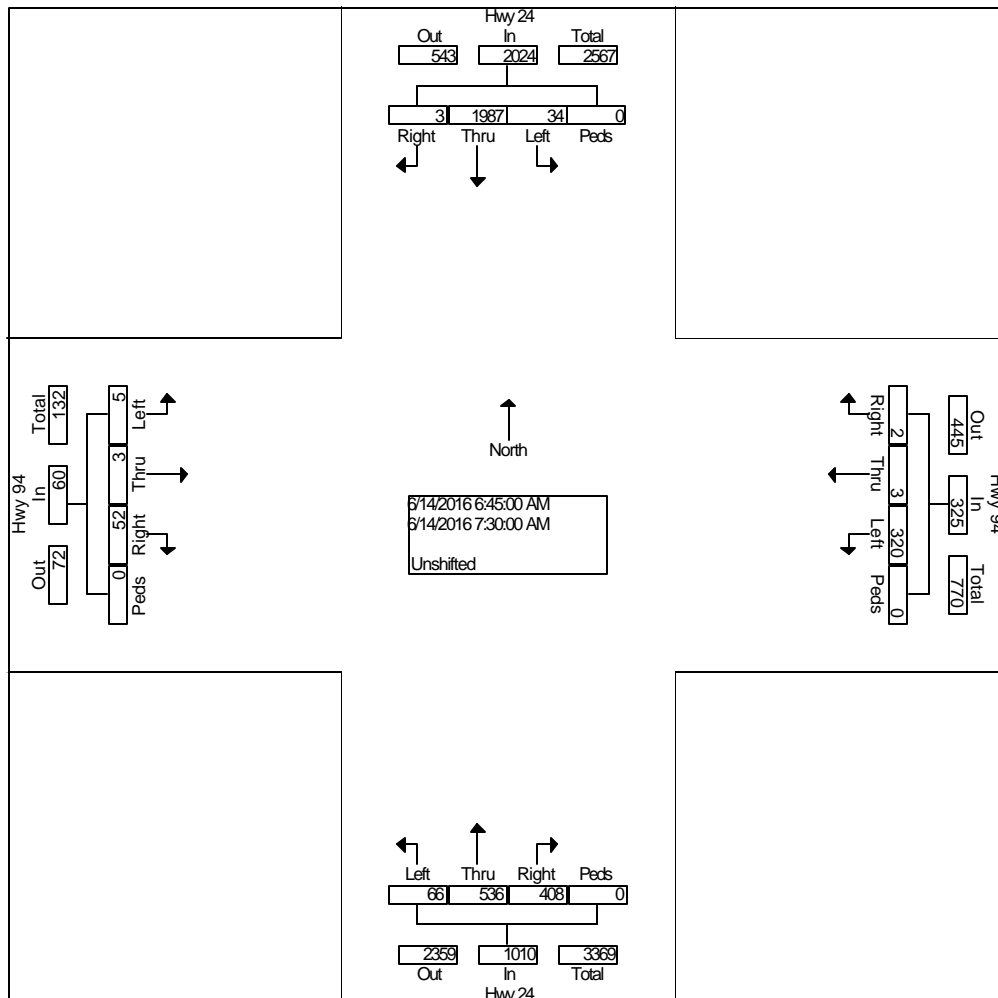 Hwy 24
Out In Total
543 2024 2567
3 1987 34 0
Right Thru Left Peds
Hwy 94
Total In Out
132 60 72
5 3 52 0
Left Thru Right Peds
North
6/14/2016 6:45:00 AM
6/14/2016 7:30:00 AM
Unshifted
Right Thru Left Peds
2 3 320 0
445 325 770
Out In Total
Hwy 94
Left Thru Right Peds
66 536 408 0
2359 1010 3369
Out In Total
Hwy 24